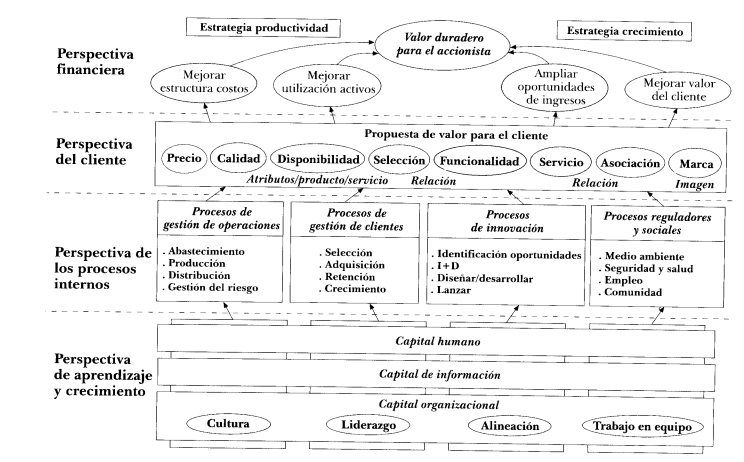 Estrategia productividad
Estrategia crecimiento
Valor duradero
para el accionista
Perspectiva
financiera
Mejorar
estructura costos
Mejorar
utilización activos
Ampliar
oportunidades
de ingresos
Mejorar valor
del cliente
Perspectiva
del cliente
Propuesta de valor para el cliente
Precio
Calidad
Disponibilidad
Selección
Funcionalidad
Servicio
Asociación
Marca
Atributos/producto/servicio
Relación
Relación
Imagen
Perspectiva de
los procesos
internos
Procesos de
gestión de operaciones
. Abastecimiento
. Producción
. Distribución
. Gestión del riesgo
Procesos de
gestión de clientes
. Selección
. Adquisición
. Retención
. Crecimiento
Procesos
de innovación
. Identificación oportunidades
. I+D
. Diseñar/desarrollar
. Lanzar
Procesos reguladores
y sociales
. Medio ambiente
. Seguridad y salud
. Empleo
. Comunidad
Perspectiva
de aprendizaje
y crecimiento
Capital humano
Capital de información
Capital organizacional
Cultura
Liderazgo
Alineación
Trabajo en equipo